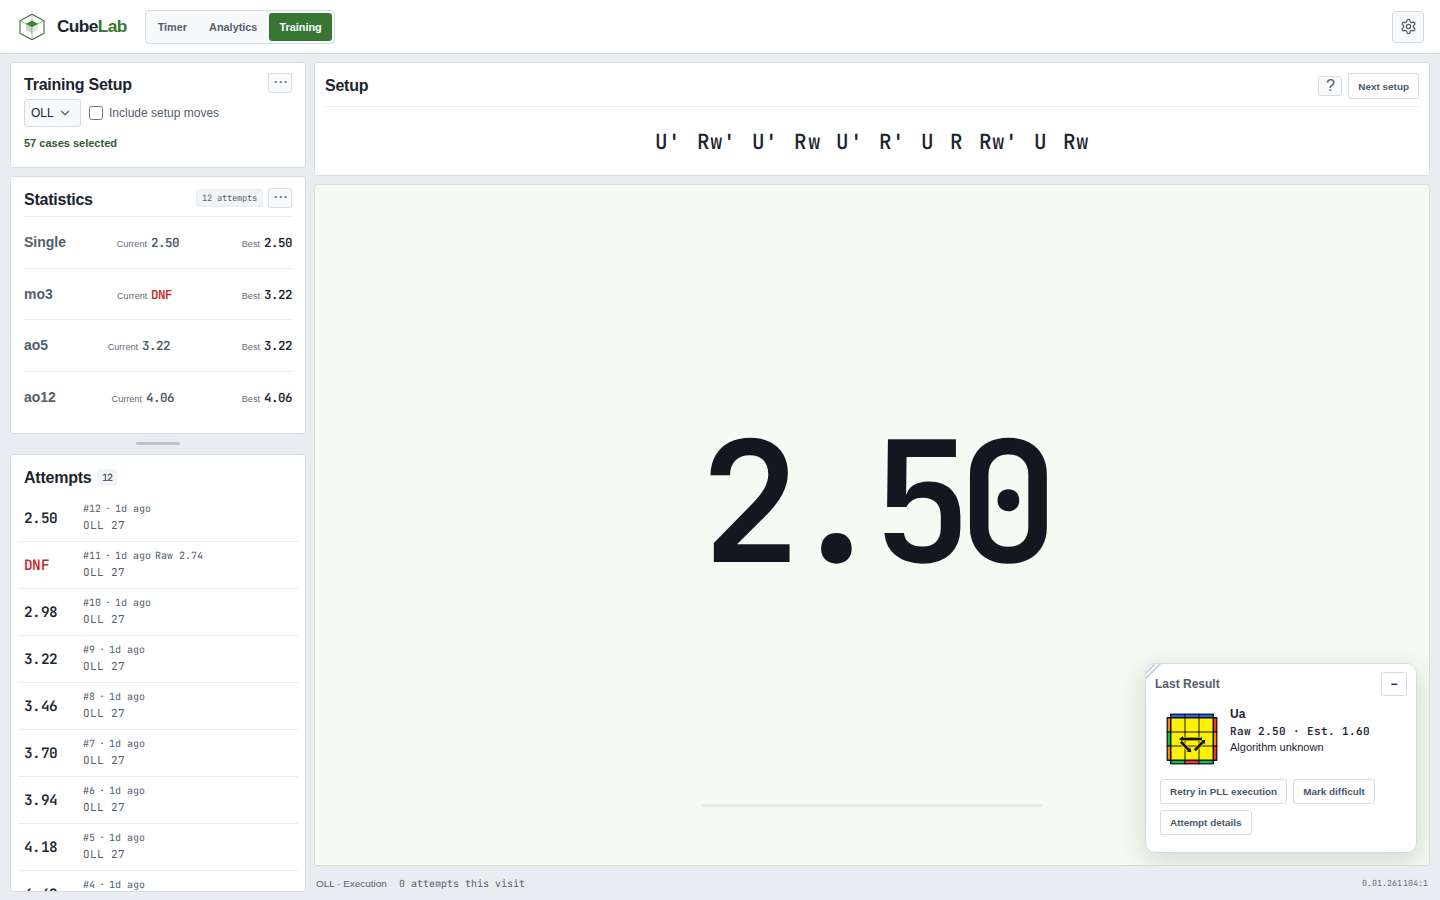 CubeLab
Timer
Analytics
Training
Training Setup
...
OLL
Include setup moves
57 cases selected
Statistics
12 attempts
...
Single
Current 2.50
Best 2.50
mo3
Current DNF
Best 3.22
ao5
Current 3.22
Best 3.22
ao12
Current 4.06
Best 4.06
Attempts 12
2.50
#12 · 1d ago
OLL 27
DNF
#11 · 1d ago Raw 2.74
OLL 27
2.98
#10 · 1d ago
OLL 27
3.22
#9 · 1d ago
OLL 27
3.46
#8 · 1d ago
OLL 27
3.70
#7 · 1d ago
OLL 27
3.94
#6 · 1d ago
OLL 27
4.18
#5 · 1d ago
OLL 27
#4 · 1d ago
Setup
?
Next setup
U' Rw' U' Rw U' R' U R Rw' U Rw
2.50
Last Result
−
Ua
Raw 2.50 · Est. 1.60
Algorithm unknown
Retry in PLL execution
Mark difficult
Attempt details
OLL · Execution
0 attempts this visit
0.01.261104:1